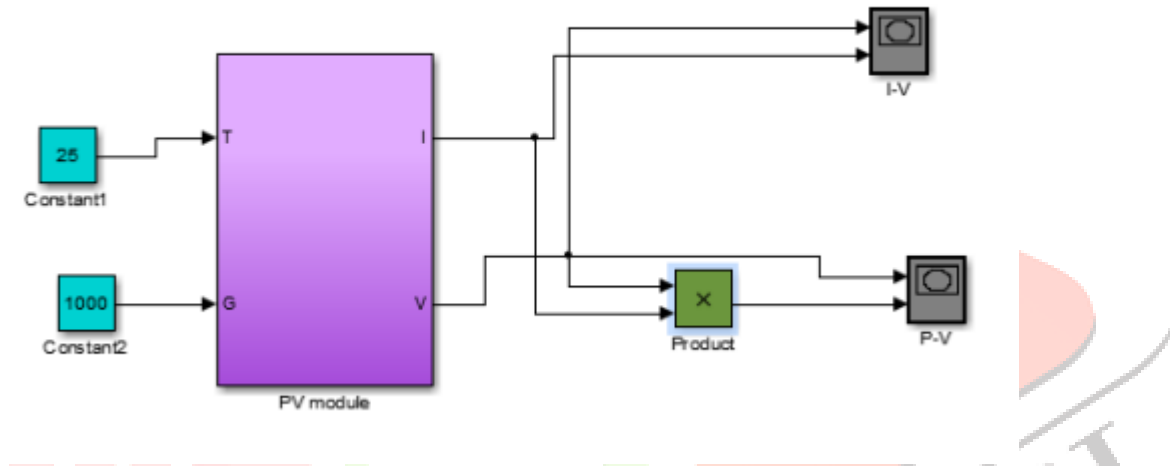 I-V
T
I
25
Constant1
1000
G
V
×
Constant2
Product
P-V
PV module